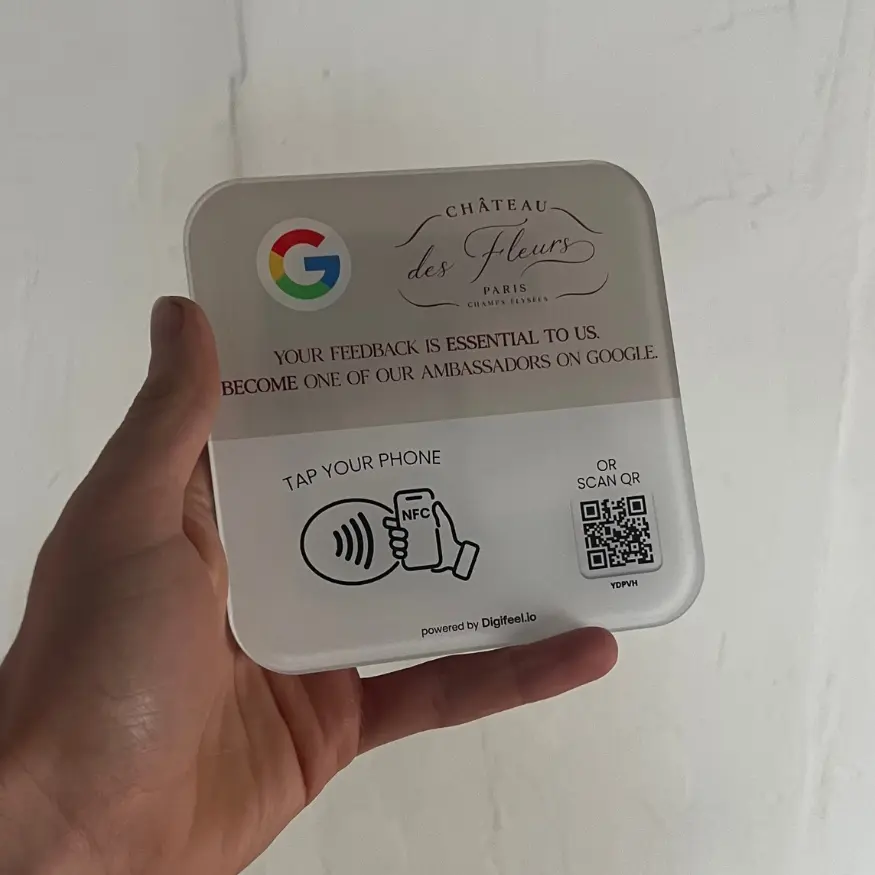 CHÂTEAU
des Fleurs
PARIS
CHAMPS ÉLYSÉES
YOUR FEEDBACK IS ESSENTIAL TO US.
BECOME ONE OF OUR AMBASSADORS ON GOOGLE.
TAP YOUR PHONE
NFC
OR
SCAN QR
YDPVH
powered by Digifeel.io